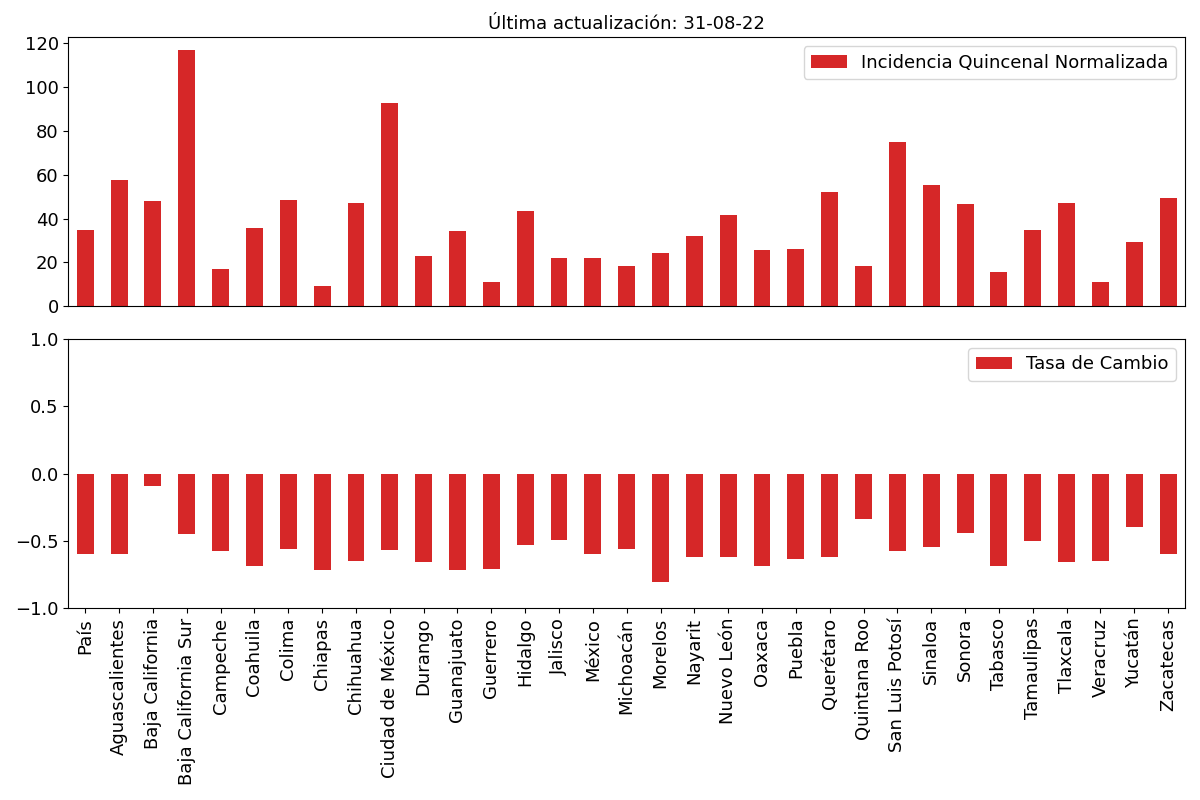 Última actualización: 31-08-22
120
100
80
60
40
20
0
Incidencia Quincenal Normalizada
1.0
0.5
0.0
−0.5
−1.0
Tasa de Cambio
País
Aguascalientes
Baja California
Baja California Sur
Campeche
Coahuila
Colima
Chiapas
Chihuahua
Ciudad de México
Durango
Guanajuato
Guerrero
Hidalgo
Jalisco
México
Michoacán
Morelos
Nayarit
Nuevo León
Oaxaca
Puebla
Querétaro
Quintana Roo
San Luis Potosí
Sinaloa
Sonora
Tabasco
Tamaulipas
Tlaxcala
Veracruz
Yucatán
Zacatecas